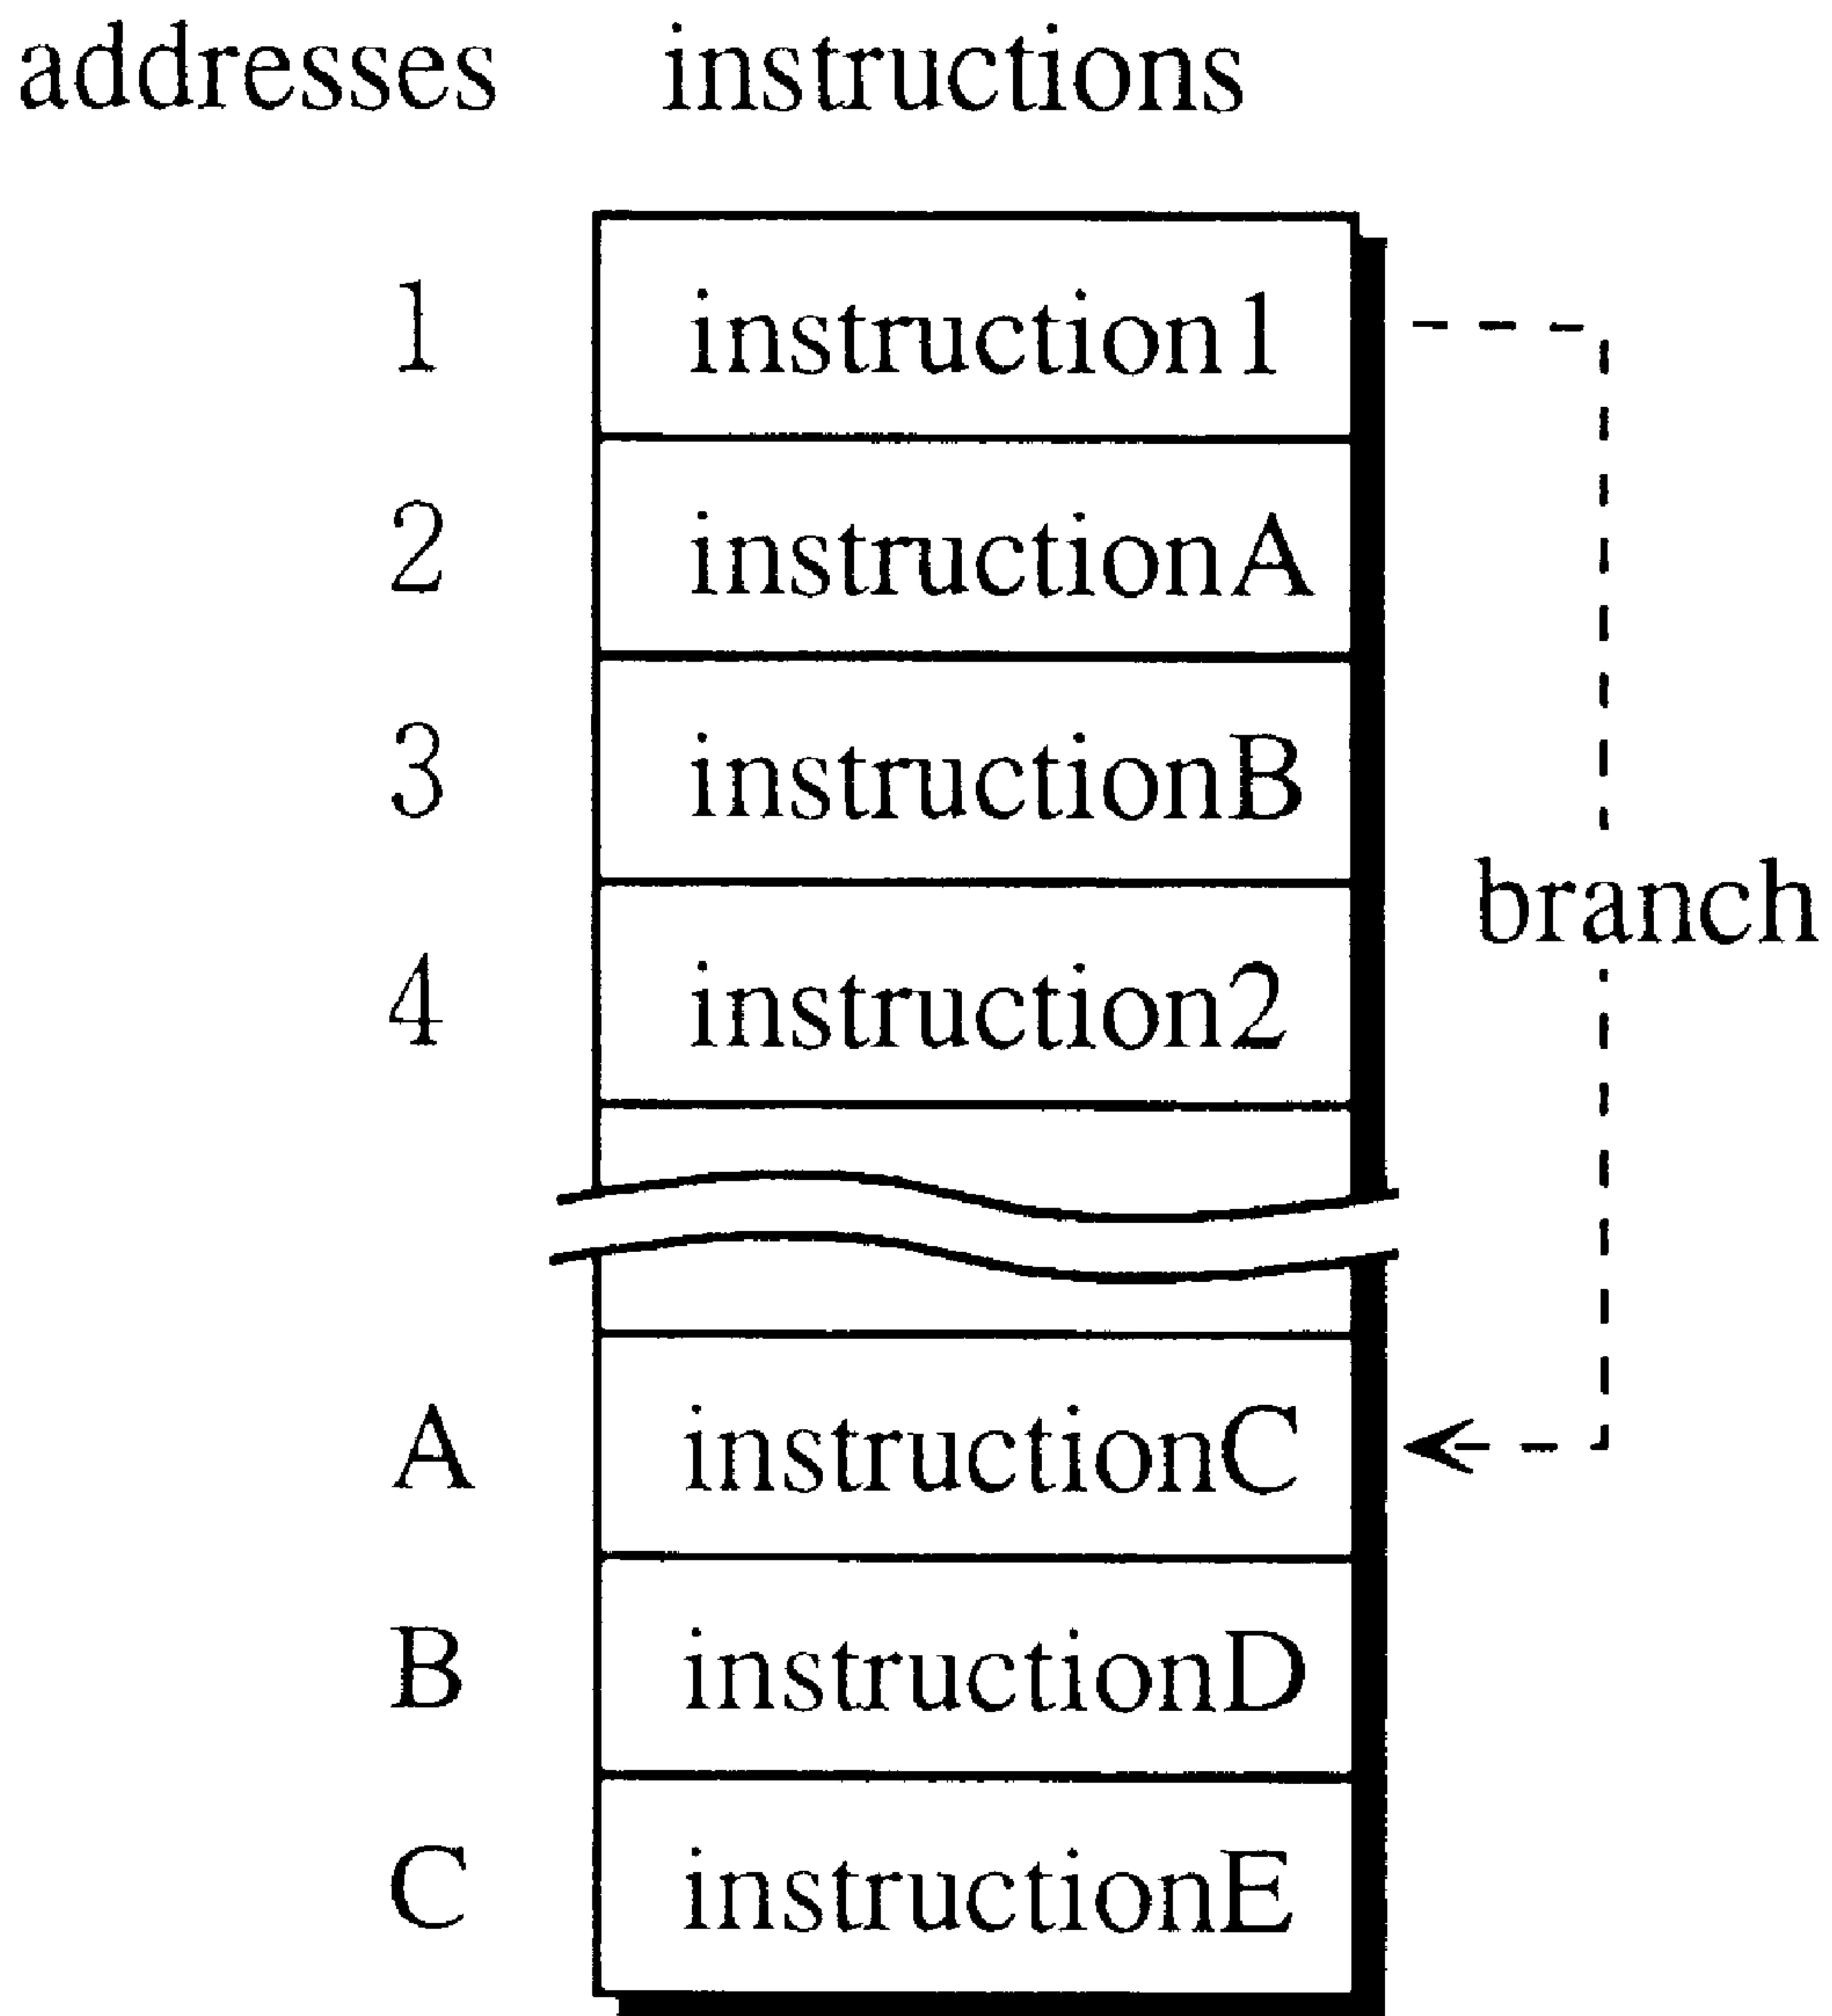 addresses instructions
1 instruction1
2 instructionA
3 instructionB
branch
4 instruction2
A instructionC
B instructionD
C instructionE